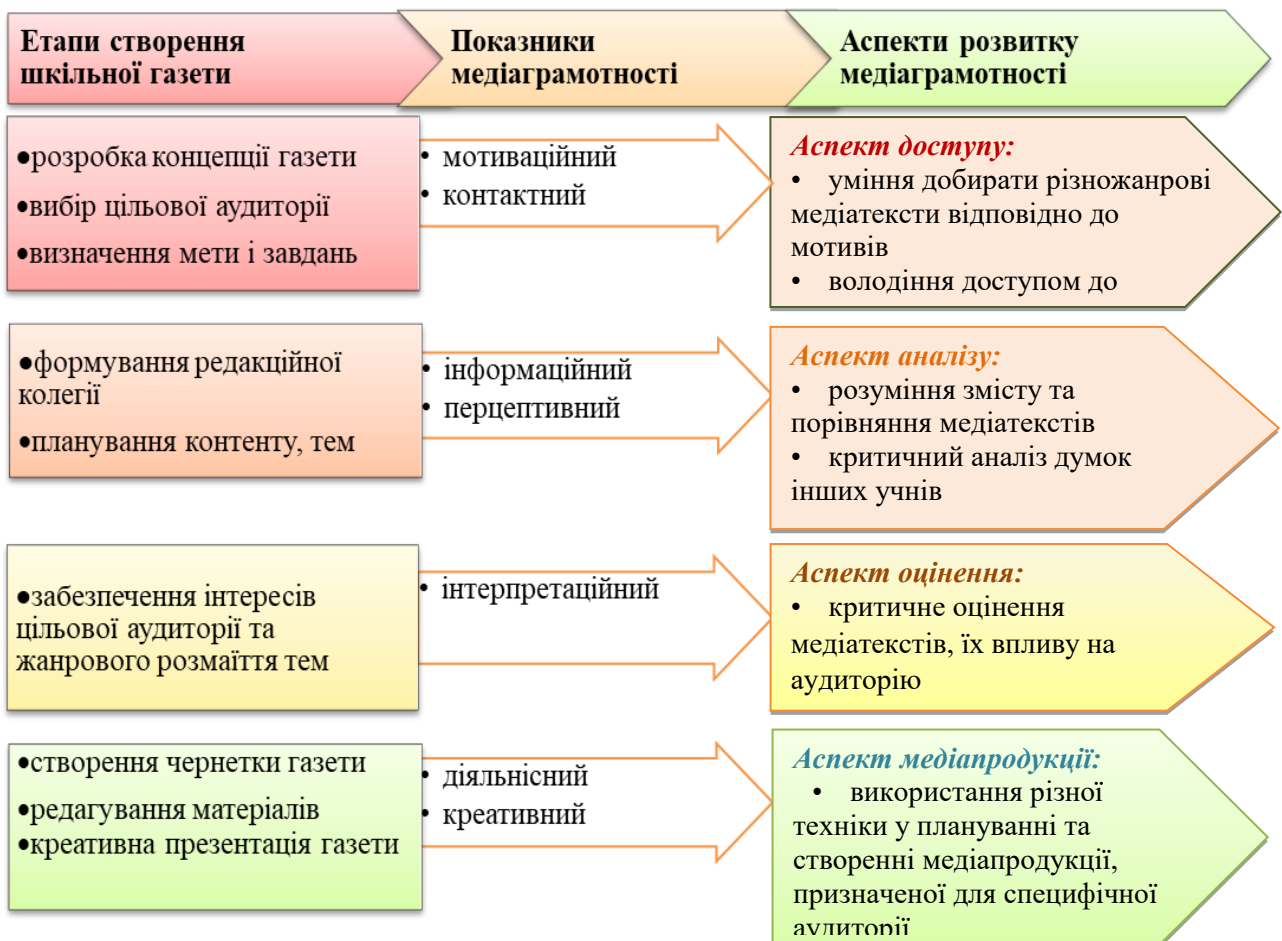 Етапи створення
шкільної газети
Показники
медіаграмотності
Аспекти розвитку
медіаграмотності
•розробка концепції газети
•вибір цільової аудиторії
•визначення мети і завдань
• мотиваційний
• контактний
Аспект доступу:
• уміння добирати різножанрові
медіатексти відповідно до
мотивів
• володіння доступом до
•формування редакційної
колегії
•планування контенту, тем
• інформаційний
• перцептивний
Аспект аналізу:
• розуміння змісту та
порівняння медіатекстів
• критичний аналіз думок
інших учнів
•забезпечення інтересів
цільової аудиторії та
жанрового розмаїття тем
• інтерпретаційний
Аспект оцінення:
• критичне оцінення
медіатекстів, їх впливу на
аудиторію
•створення чернетки газети
•редагування матеріалів
•креативна презентація газети
• діяльнісний
• креативний
Аспект медіапродукції:
• використання різної
техніки у плануванні та
створенні медіапродукції,
призначеної для специфічної
аудиторії